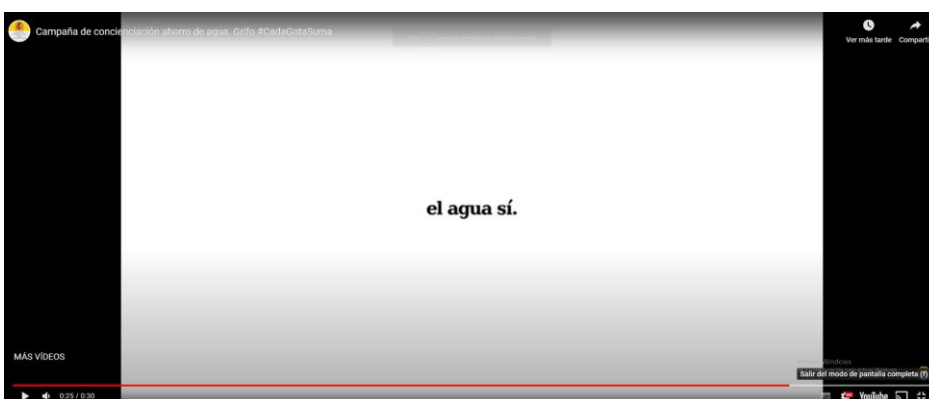 Campaña de concienciación ahorro de agua. Grifo #CadaGotaSuma
Ver más tarde
Comparti
el agua sí.
MÁS VÍDEOS
Windows
Salir del modo de pantalla completa (f)
0:25 / 0:30
YouTube